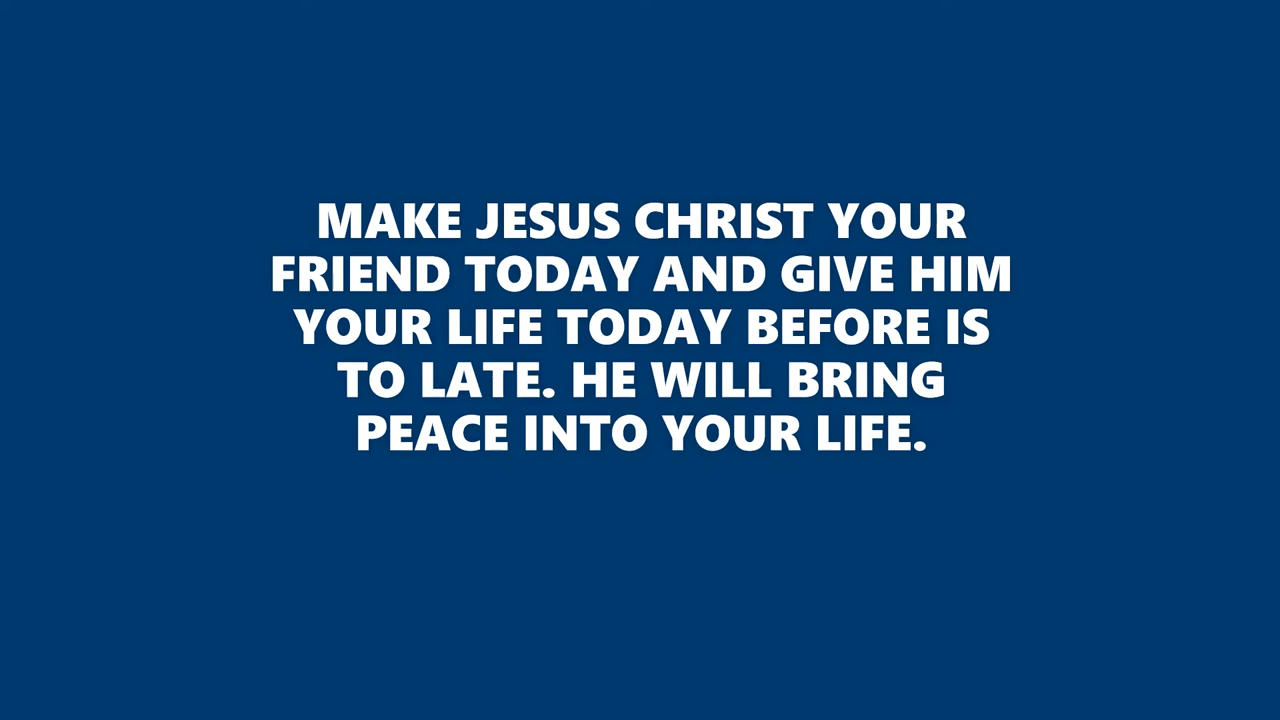 MAKE JESUS CHRIST YOUR
FRIEND TODAY AND GIVE HIM
YOUR LIFE TODAY BEFORE IS
TO LATE. HE WILL BRING
PEACE INTO YOUR LIFE.